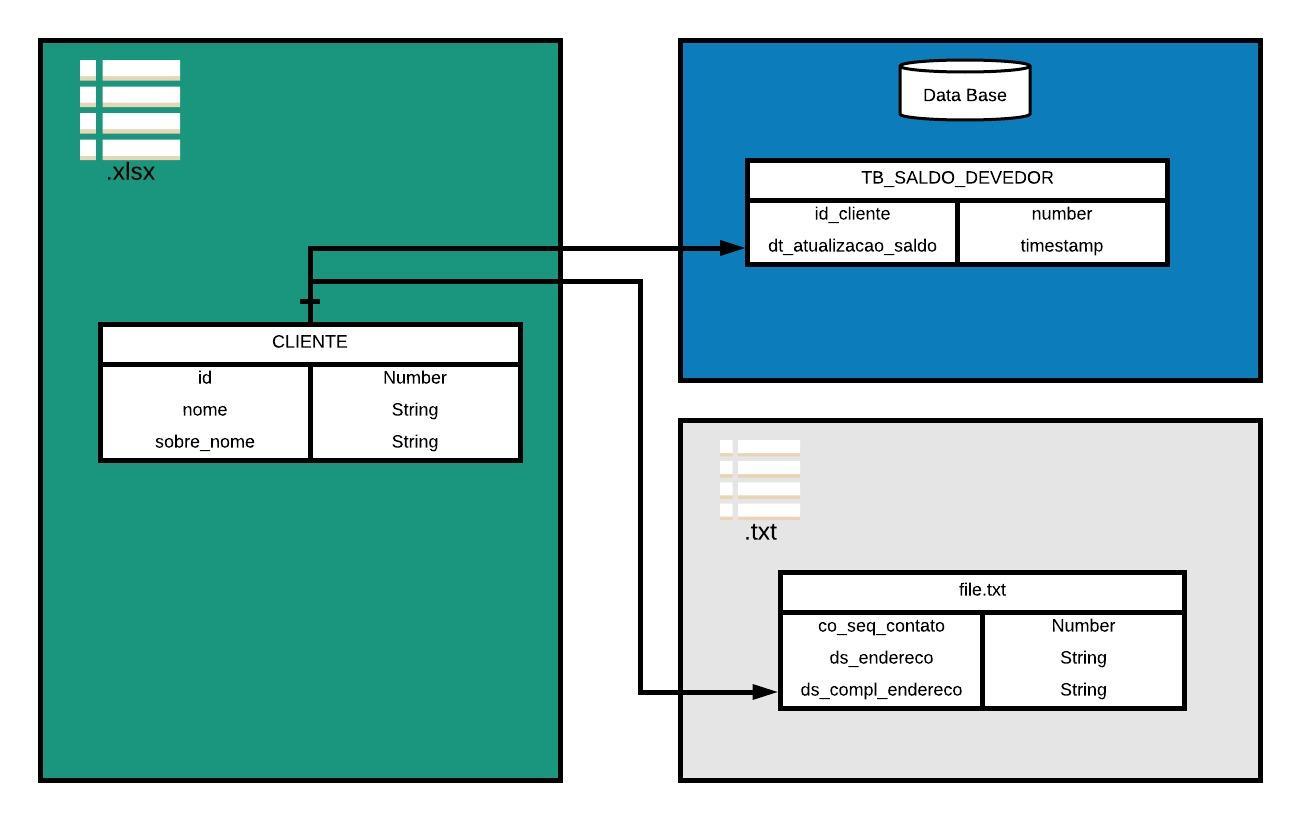 .xlsx
CLIENTE
id Number
nome String
sobre_nome String
Data Base
TB_SALDO_DEVEDOR
id_cliente number
dt_atualizacao_saldo timestamp
.txt
file.txt
co_seq_contato Number
ds_endereco String
ds_compl_endereco String